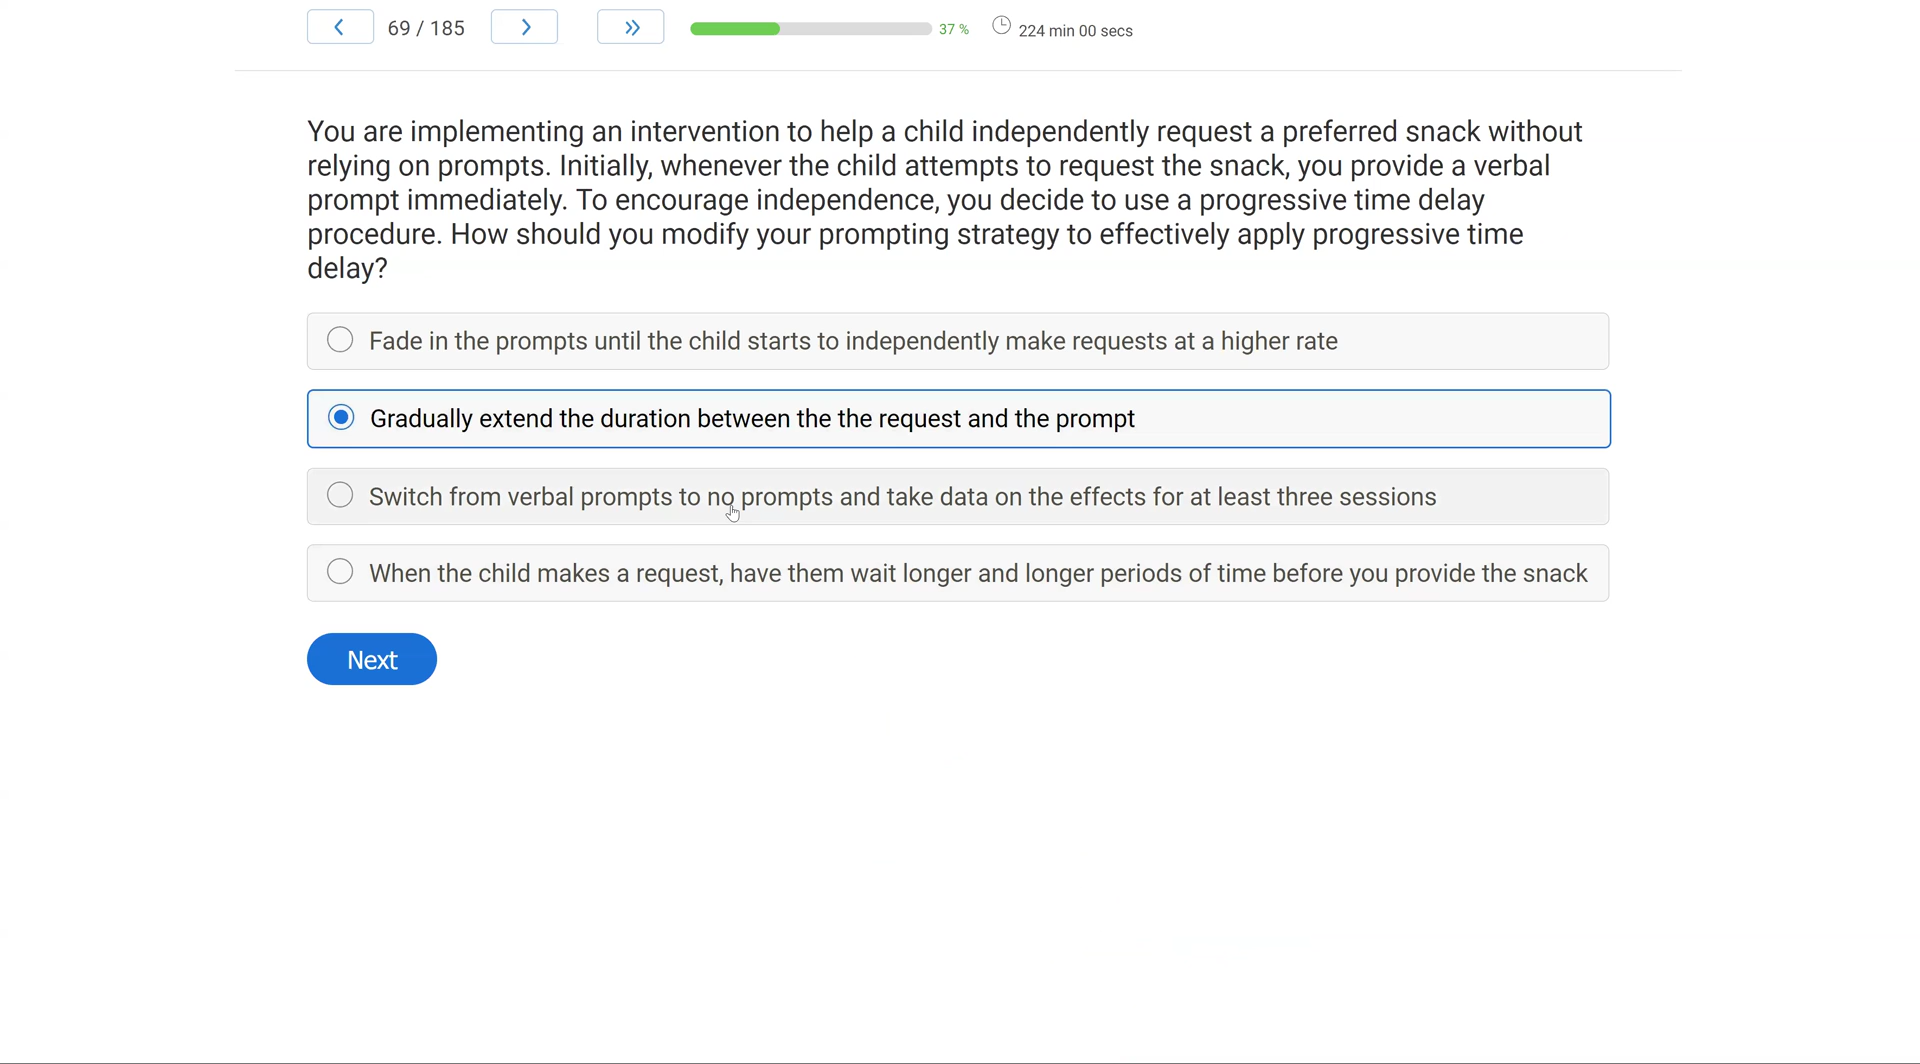 69 / 185
37 %
224 min 00 secs
You are implementing an intervention to help a child independently request a preferred snack without
relying on prompts. Initially, whenever the child attempts to request the snack, you provide a verbal
prompt immediately. To encourage independence, you decide to use a progressive time delay
procedure. How should you modify your prompting strategy to effectively apply progressive time
delay?
Fade in the prompts until the child starts to independently make requests at a higher rate
Gradually extend the duration between the the request and the prompt
Switch from verbal prompts to no prompts and take data on the effects for at least three sessions
When the child makes a request, have them wait longer and longer periods of time before you provide the snack
Next